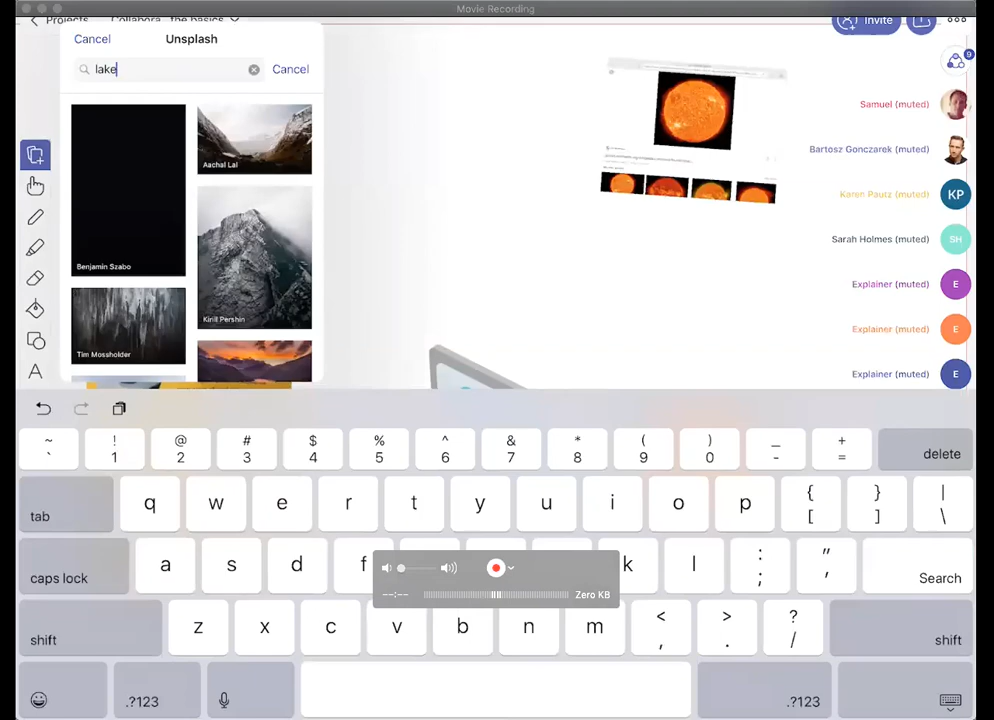 Movie Recording
Projects
Collabora_the basics
Invite
Cancel
Unsplash
lake
Cancel
9
Aachal Lal
Benjamin Szabo
Kirill Pershin
Tim Mossholder
Samuel (muted)
Bartosz Gonczarek (muted)
Karen Pautz (muted)
KP
Sarah Holmes (muted)
SH
Explainer (muted)
E
Explainer (muted)
E
Explainer (muted)
E
A
~ ! @ # $ % ^ & * ( ) _ +
` 1 2 3 4 5 6 7 8 9 0 - = delete
tab q w e r t y u i o p { [ } ] | \
caps lock a s d f k l : ; " ' Search
--:-- Zero KB
shift z x c v b n m < , > . ? / shift
.?123 .?123